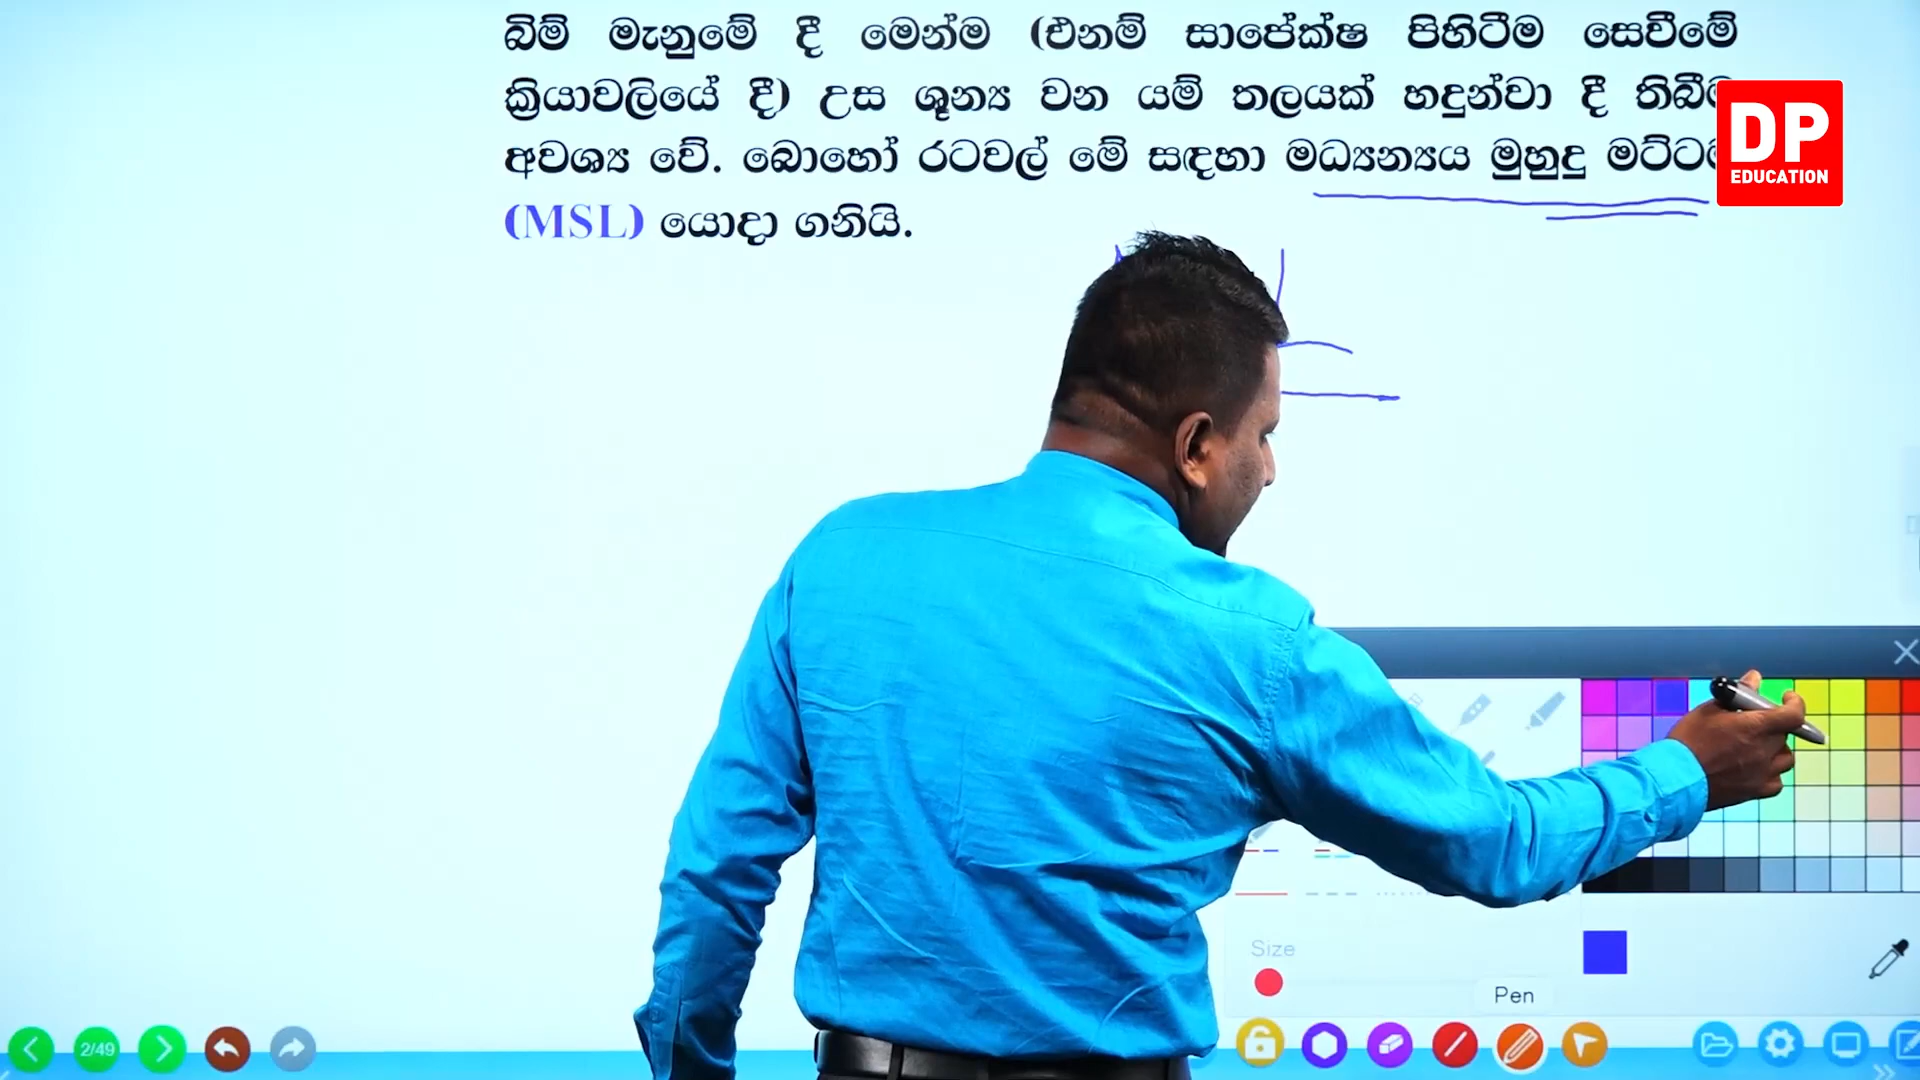 බිම් මැනුමේ දී මෙන්ම (එනම් සාපේක්ෂ පිහිටීම සෙවීමේ
ක්‍රියාවලියේ දී) උස ශූන්‍ය වන යම් තලයක් හඳුන්වා දී
අවශ්‍ය වේ. බොහෝ රටවල් මේ සඳහා මධ්‍යන්‍යය මුහුදු
(MSL) යොදා ගනියි.
DP
EDUCATION
Size
Pen
2/49